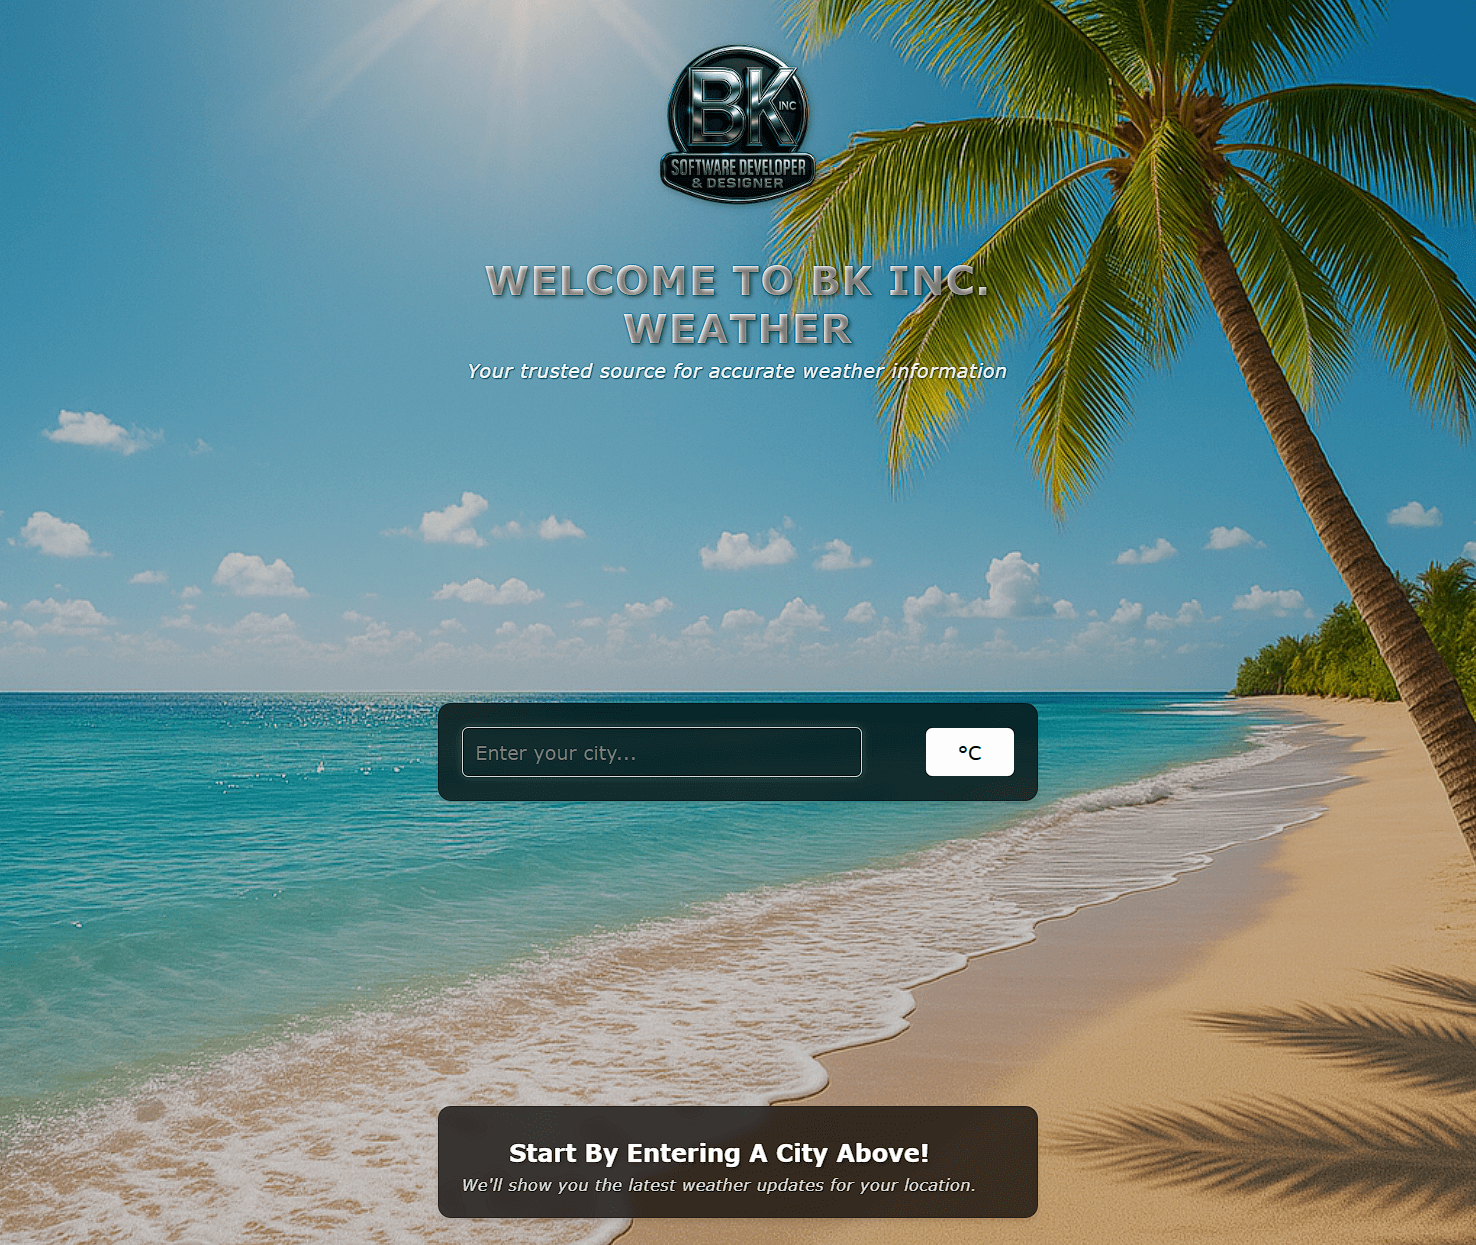 BK
INC
SOFTWARE DEVELOPER
& DESIGNER
WELCOME TO BK INC.
WEATHER
Your trusted source for accurate weather information
Enter your city...
°C
Start By Entering A City Above!
We'll show you the latest weather updates for your location.